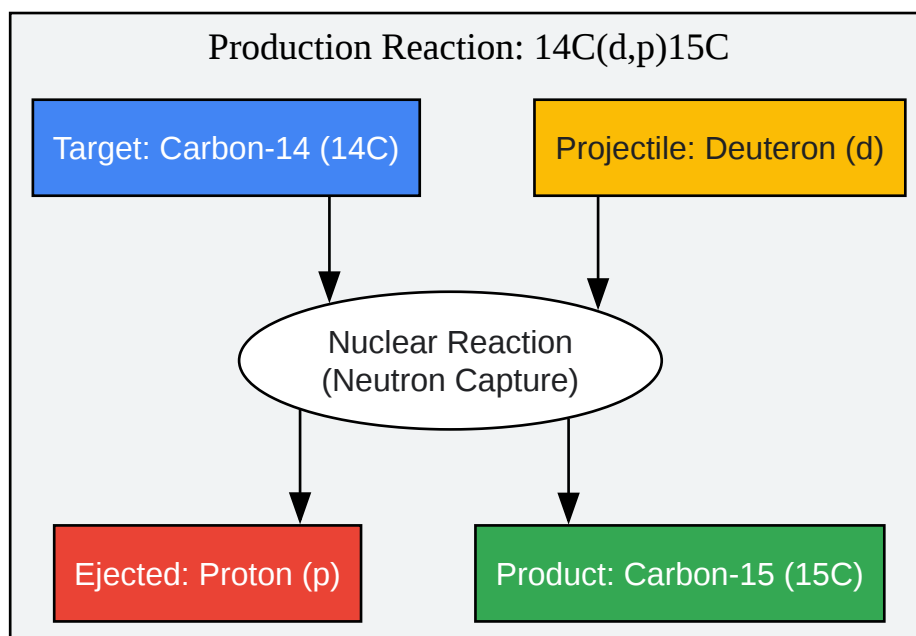 Production Reaction: 14C(d,p)15C
Target: Carbon-14 (14C)
Projectile: Deuteron (d)
Nuclear Reaction
(Neutron Capture)
Ejected: Proton (p)
Product: Carbon-15 (15C)